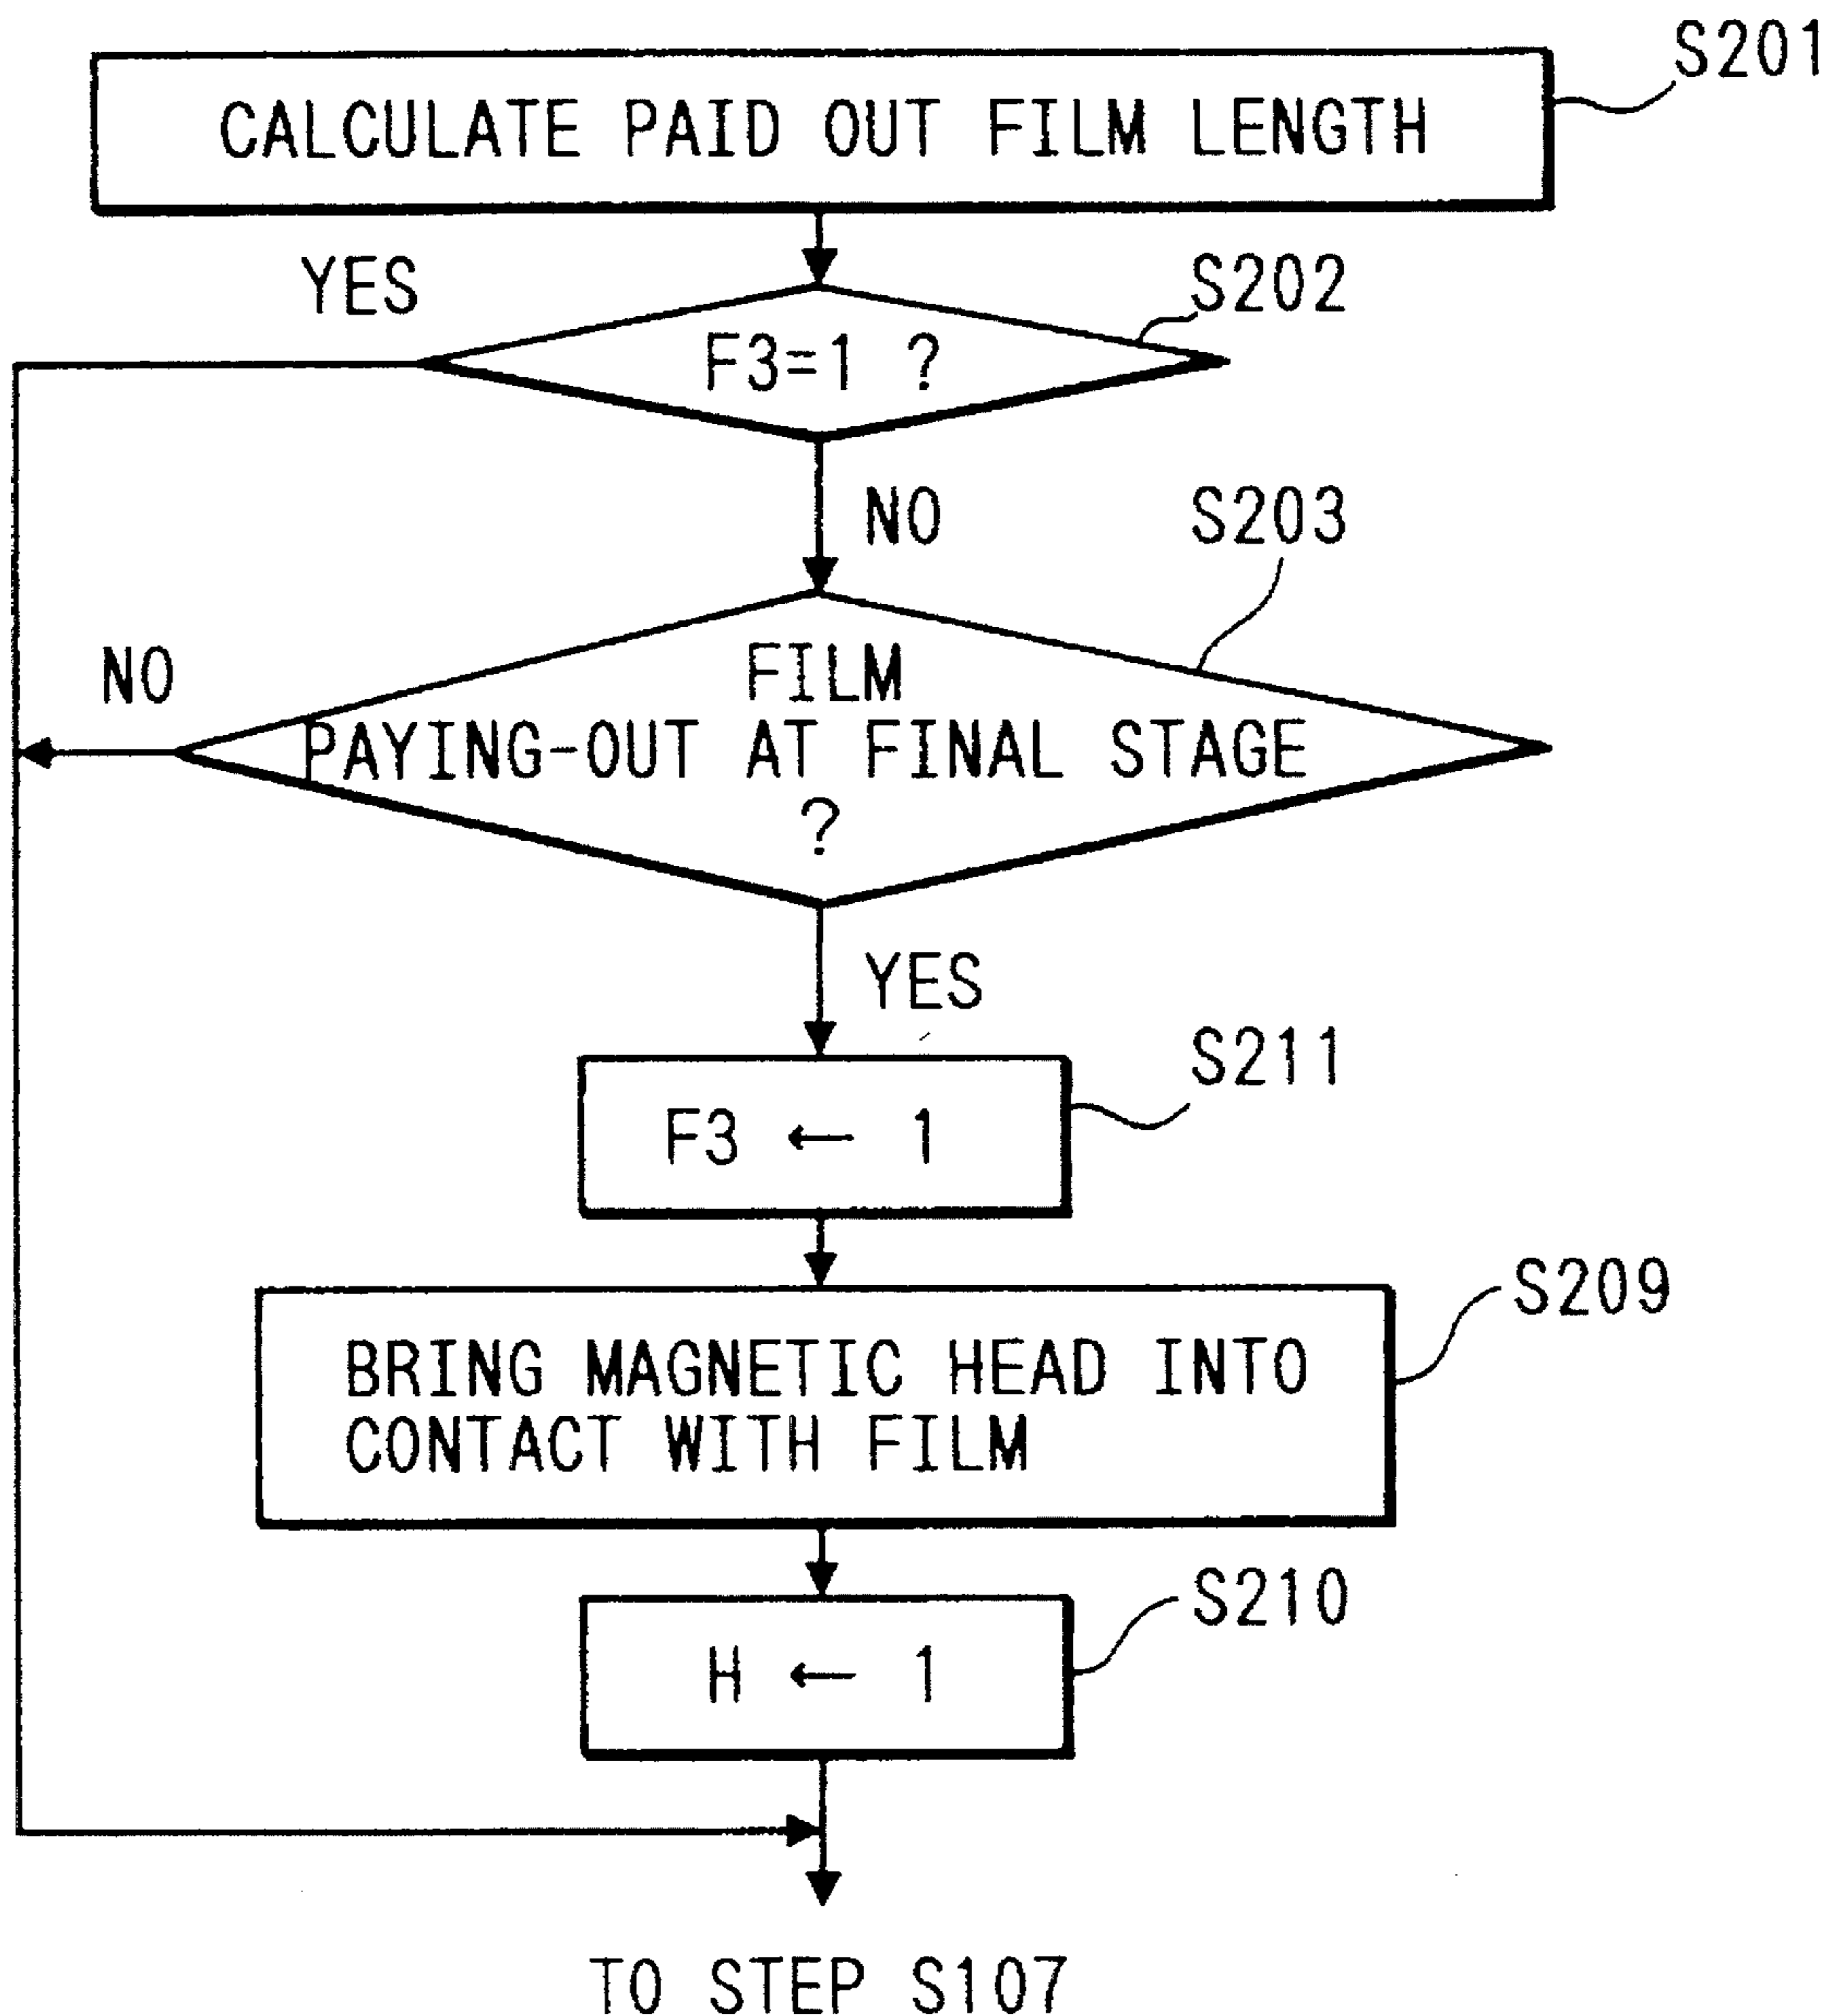 S201
CALCULATE PAID OUT FILM LENGTH
YES
S202
F3=1 ?
NO
S203
NO
FILM
PAYING-OUT AT FINAL STAGE
?
YES
S211
F3 ← 1
S209
BRING MAGNETIC HEAD INTO
CONTACT WITH FILM
S210
H ← 1
TO STEP S107